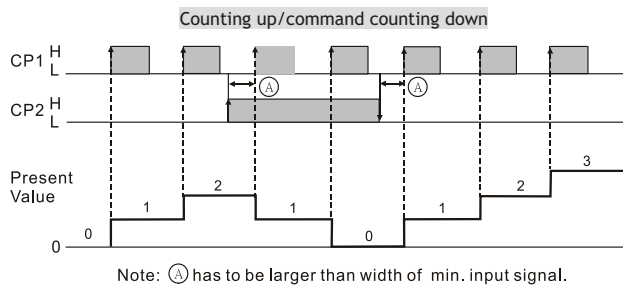 Counting up/command counting down
CP1 H
L
Ⓐ Ⓐ
CP2 H
L
Present
Value
0 0 1 2 1 0 1 2 3
Note: Ⓐ has to be larger than width of min. input signal.